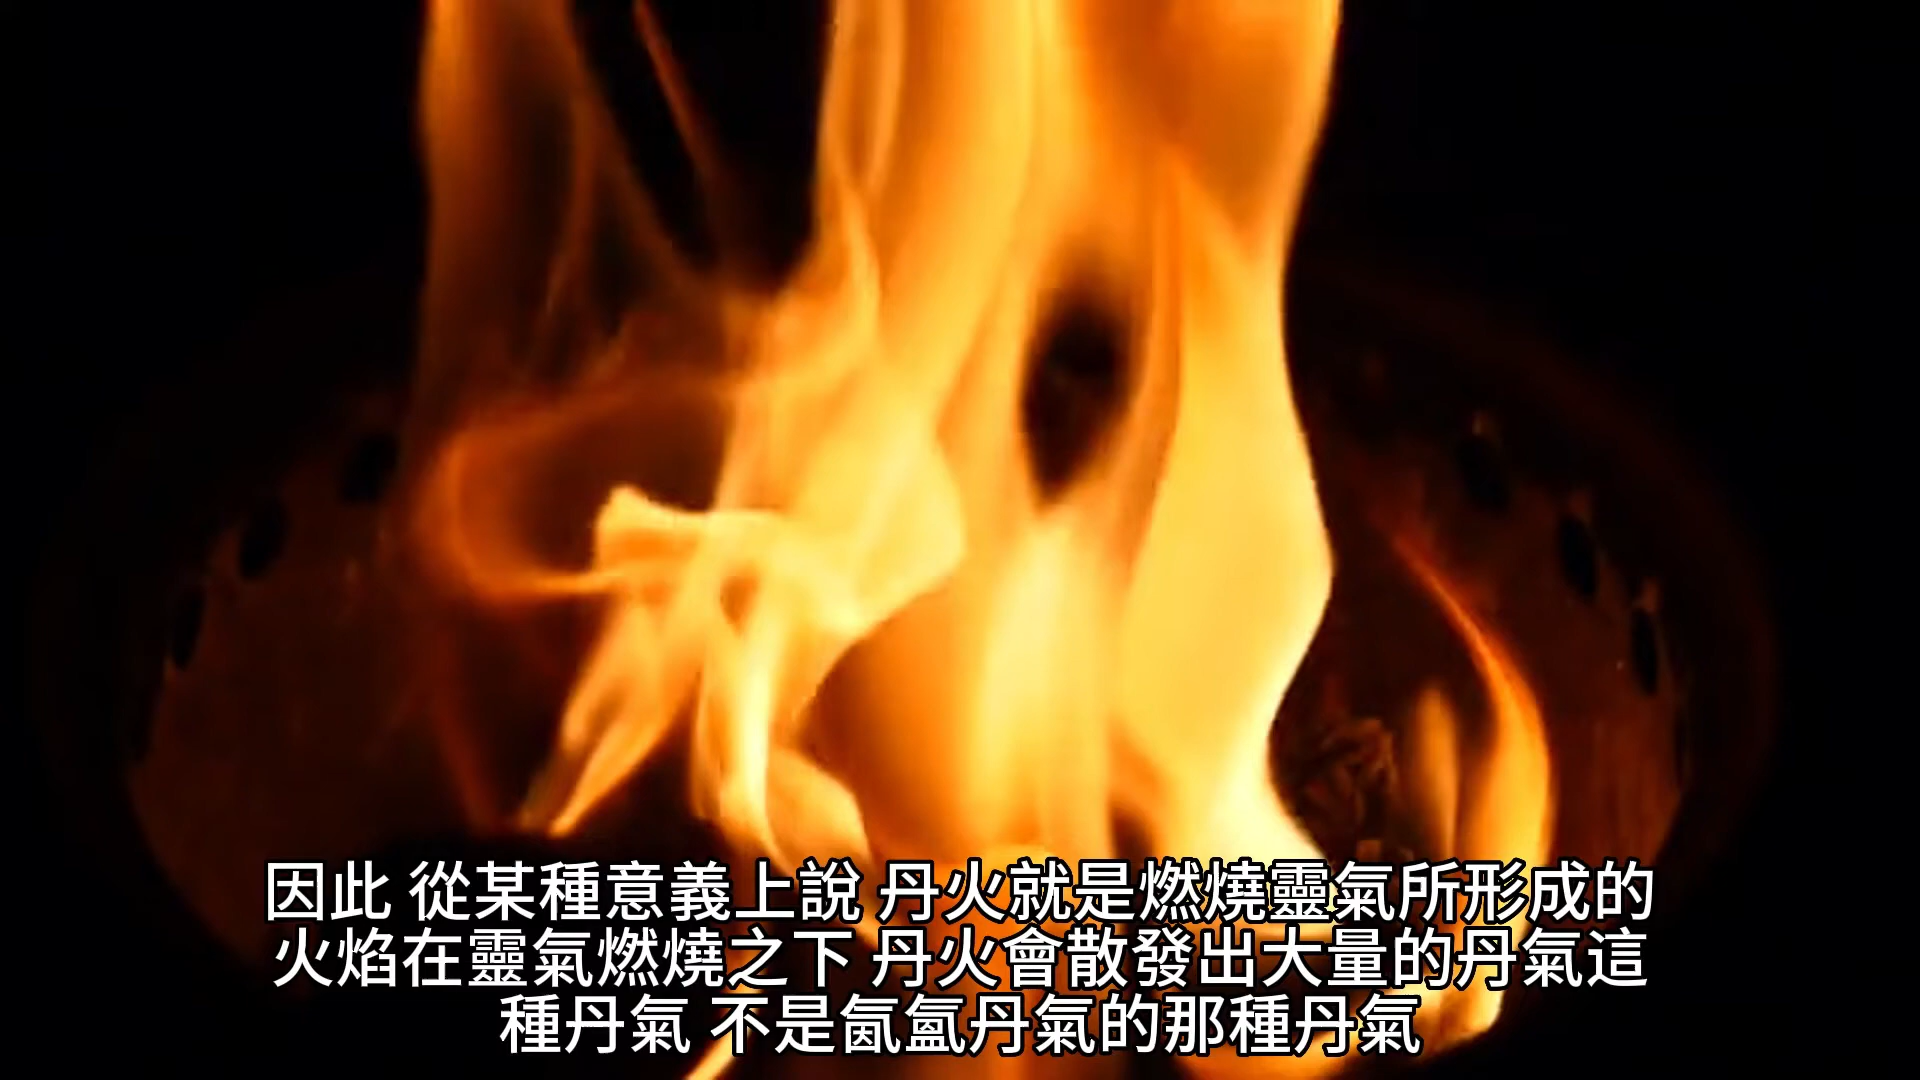 因此 從某種意義上說 丹火就是燃燒靈氣所形成的
火焰在靈氣燃燒之下 丹火會散發出大量的丹氣這
種丹氣 不是氤氳丹氣的那種丹氣